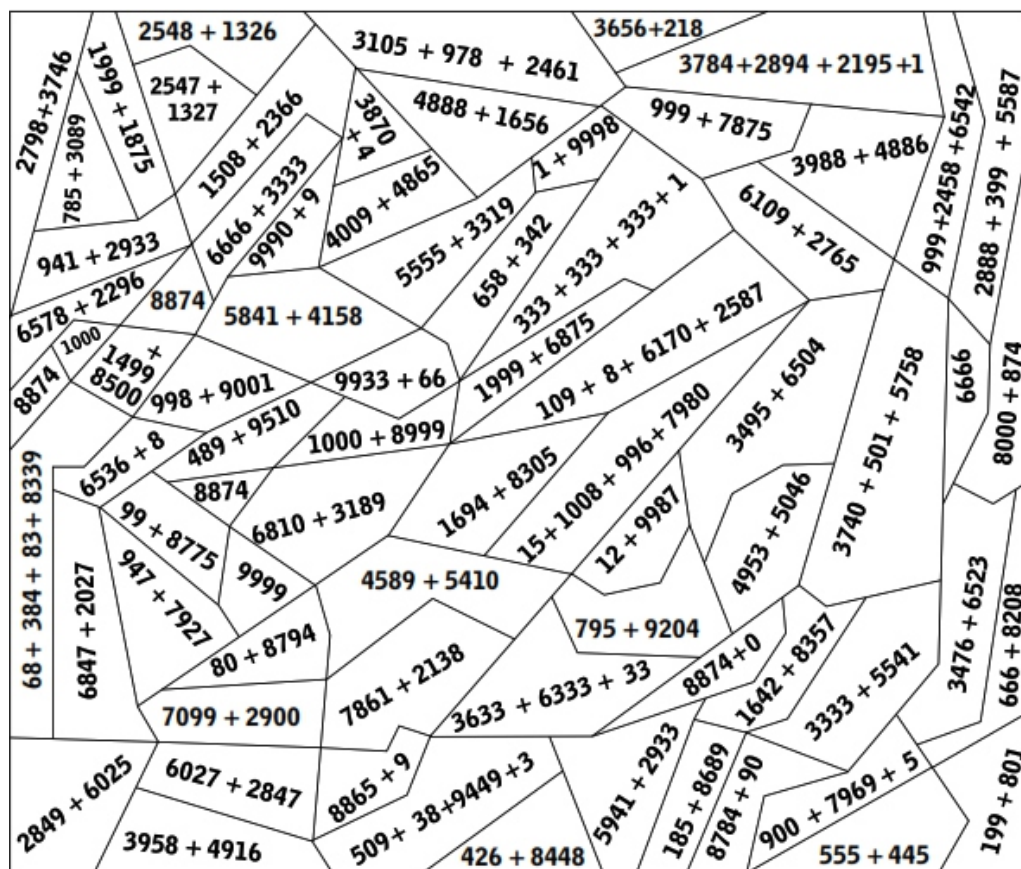 2548 + 1326
3656+218
2798+3746
1999 + 1875
3105 + 978 + 2461
3784+2894 + 2195+1
2547 +
1327
785 + 3089
1508 + 2366
3870
+ 4
4888 + 1656
999 + 7875
999 +2458 +6542
2888 + 399 + 5587
1 + 9998
3988 + 4886
6666 + 3333
9990 + 9
4009 + 4865
941 + 2933
5555 + 3319
658 + 342
333 + 333 + 333 + 1
6109 + 2765
6578 + 2296
8874
5841 + 4158
1000
1499 +
8500
8874
998 + 9001
9933 + 66
1999 + 6875
109 + 8+ 6170 + 2587
6666
8000 + 874
489 + 9510
1000 + 8999
3495 + 6504
3740 + 501 + 5758
6536 + 8
8874
6810 + 3189
1694 + 8305
15+1008 + 996 + 7980
68 + 384 + 83 + 8339
99 + 8775
12 + 9987
4953 + 5046
947 + 7927
9999
4589 + 5410
6847 + 2027
80 + 8794
795 + 9204
3476 + 6523
666 + 8208
7861 + 2138
3633 + 6333 + 33
8874+0
1642 + 8357
3333 + 5541
7099 + 2900
2849 + 6025
6027 + 2847
8865 + 9
509 + 38+9449 +3
5941 + 2933
185 + 8689
8784 + 90
900 + 7969 + 5
199 + 801
3958 + 4916
426 + 8448
555 + 445